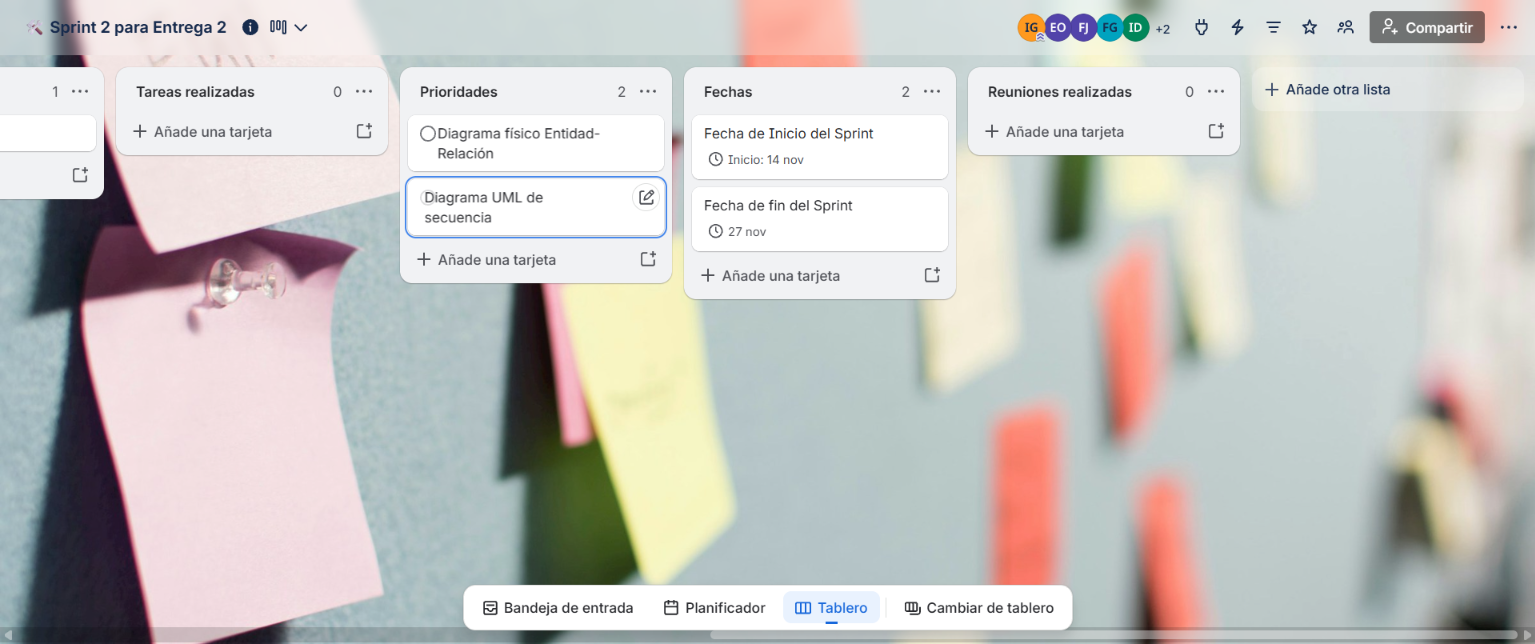 Sprint 2 para Entrega 2
IG EO FJ FG ID +2
Compartir
1
Tareas realizadas 0
Añade una tarjeta
Prioridades 2
Diagrama físico Entidad-
Relación
Diagrama UML de
secuencia
Añade una tarjeta
Fechas 2
Fecha de Inicio del Sprint
Inicio: 14 nov
Fecha de fin del Sprint
27 nov
Añade una tarjeta
Reuniones realizadas 0
Añade una tarjeta
Añade otra lista
Bandeja de entrada
Planificador
Tablero
Cambiar de tablero